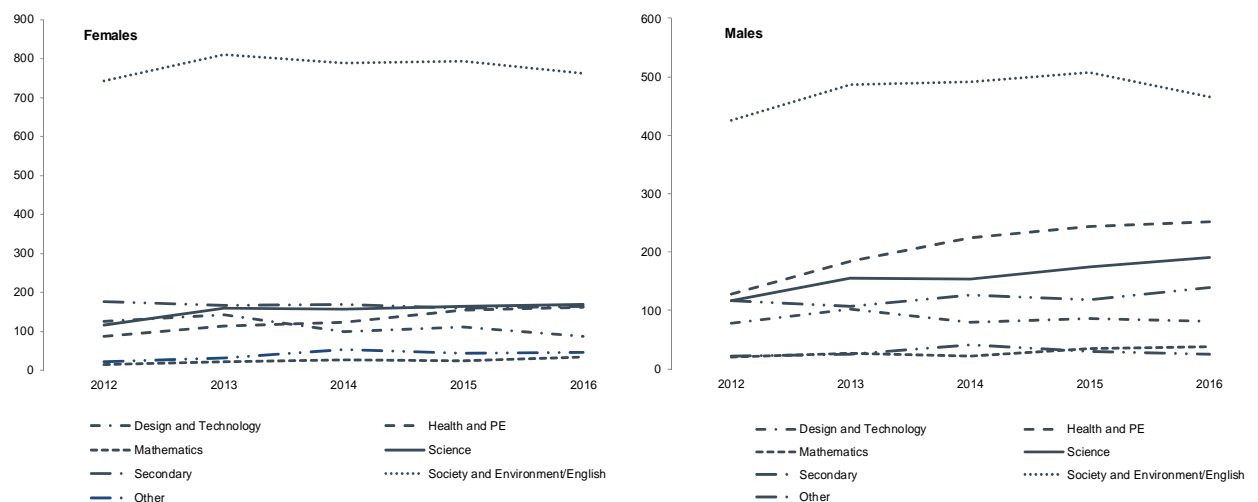 Females
900
800
700
600
500
400
300
200
100
0
2012 2013 2014 2015 2016
Design and Technology Health and PE
Mathematics Science
Secondary Society and Environment/English
Other
Males
600
500
400
300
200
100
0
2012 2013 2014 2015 2016
Design and Technology Health and PE
Mathematics Science
Secondary Society and Environment/English
Other